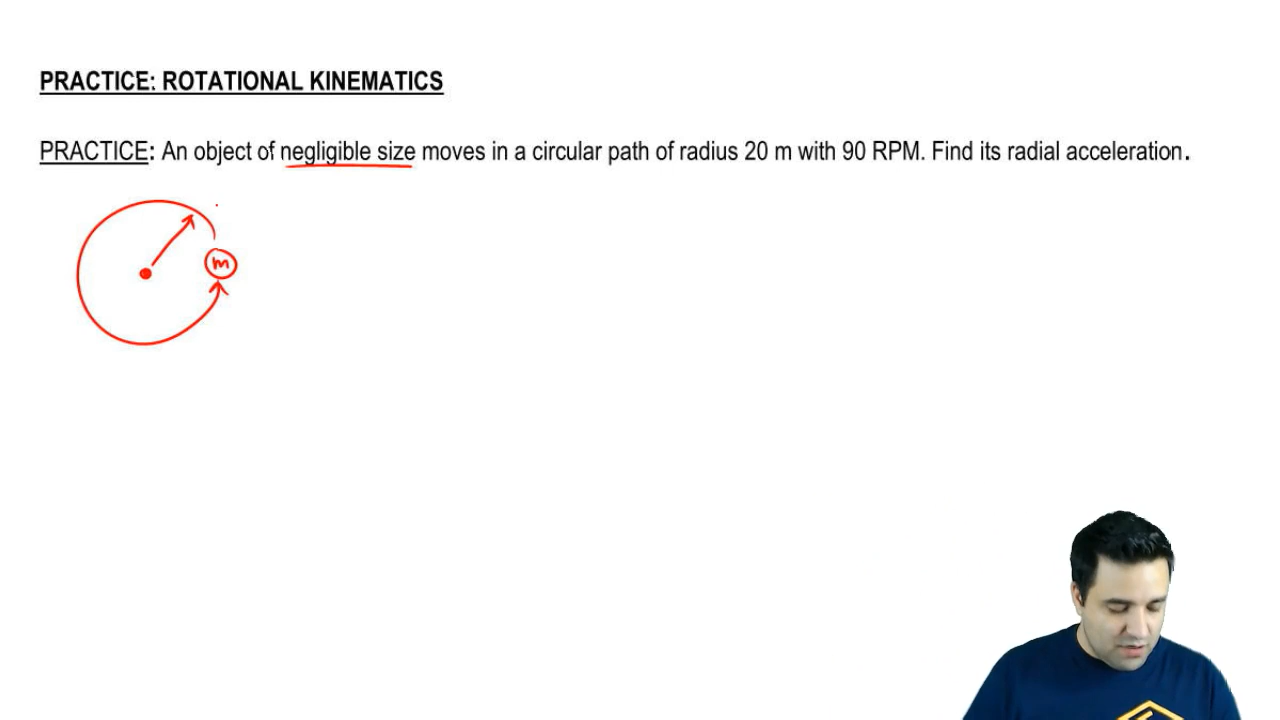 PRACTICE: ROTATIONAL KINEMATICS
PRACTICE: An object of negligible size moves in a circular path of radius 20 m with 90 RPM. Find its radial acceleration.
m